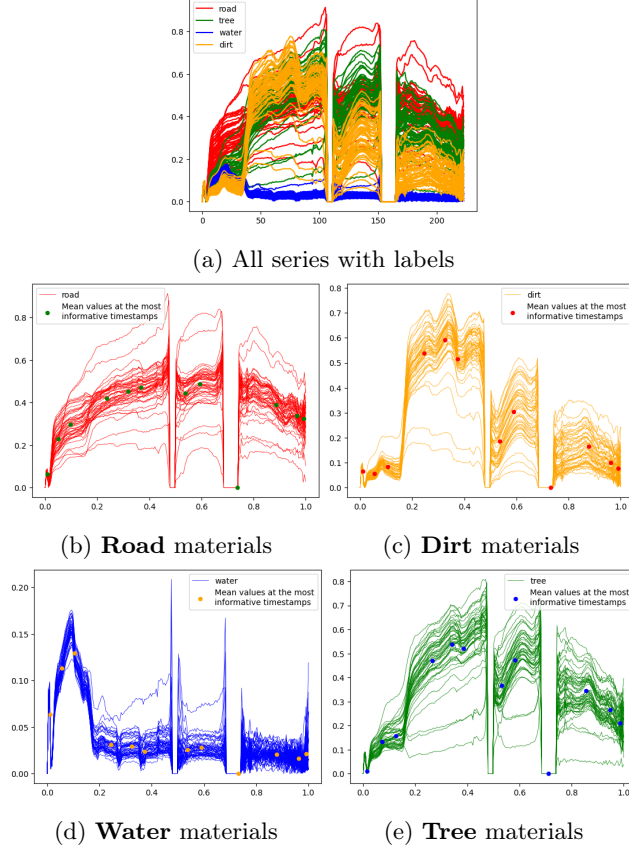 road
tree
water
dirt
0.8
0.6
0.4
0.2
0.0
0 50 100 150 200
(a) All series with labels
road
Mean values at the most
informative timestamps
0.8
0.6
0.4
0.2
0.0
0.0 0.2 0.4 0.6 0.8 1.0
(b) Road materials
dirt
Mean values at the most
informative timestamps
0.8
0.7
0.6
0.5
0.4
0.3
0.2
0.1
0.0
0.0 0.2 0.4 0.6 0.8 1.0
(c) Dirt materials
water
Mean values at the most
informative timestamps
0.20
0.15
0.10
0.05
0.00
0.0 0.2 0.4 0.6 0.8 1.0
(d) Water materials
tree
Mean values at the most
informative timestamps
0.8
0.7
0.6
0.5
0.4
0.3
0.2
0.1
0.0
0.0 0.2 0.4 0.6 0.8 1.0
(e) Tree materials